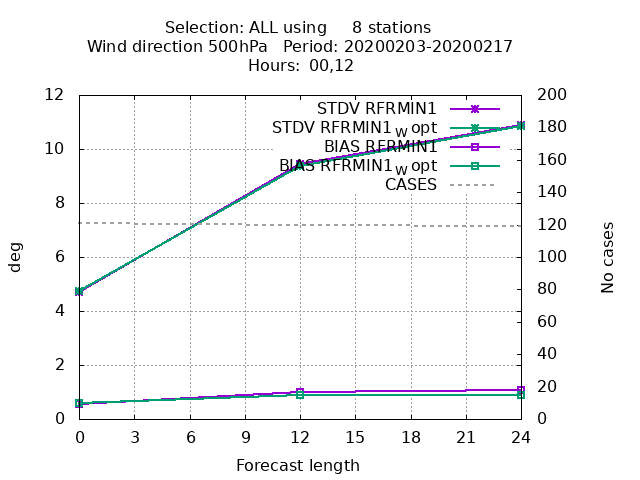 Selection: ALL using     8 stations
Wind direction 500hPa   Period: 20200203-20200217
Hours: 00,12
STDV RFRMIN1
STDV RFRMIN1_W opt
BIAS RFRMIN1
BIAS RFRMIN1_W opt
CASES
12
10
8
6
4
2
0
deg
200
180
160
140
120
100
80
60
40
20
0
No cases
0 3 6 9 12 15 18 21 24
Forecast length